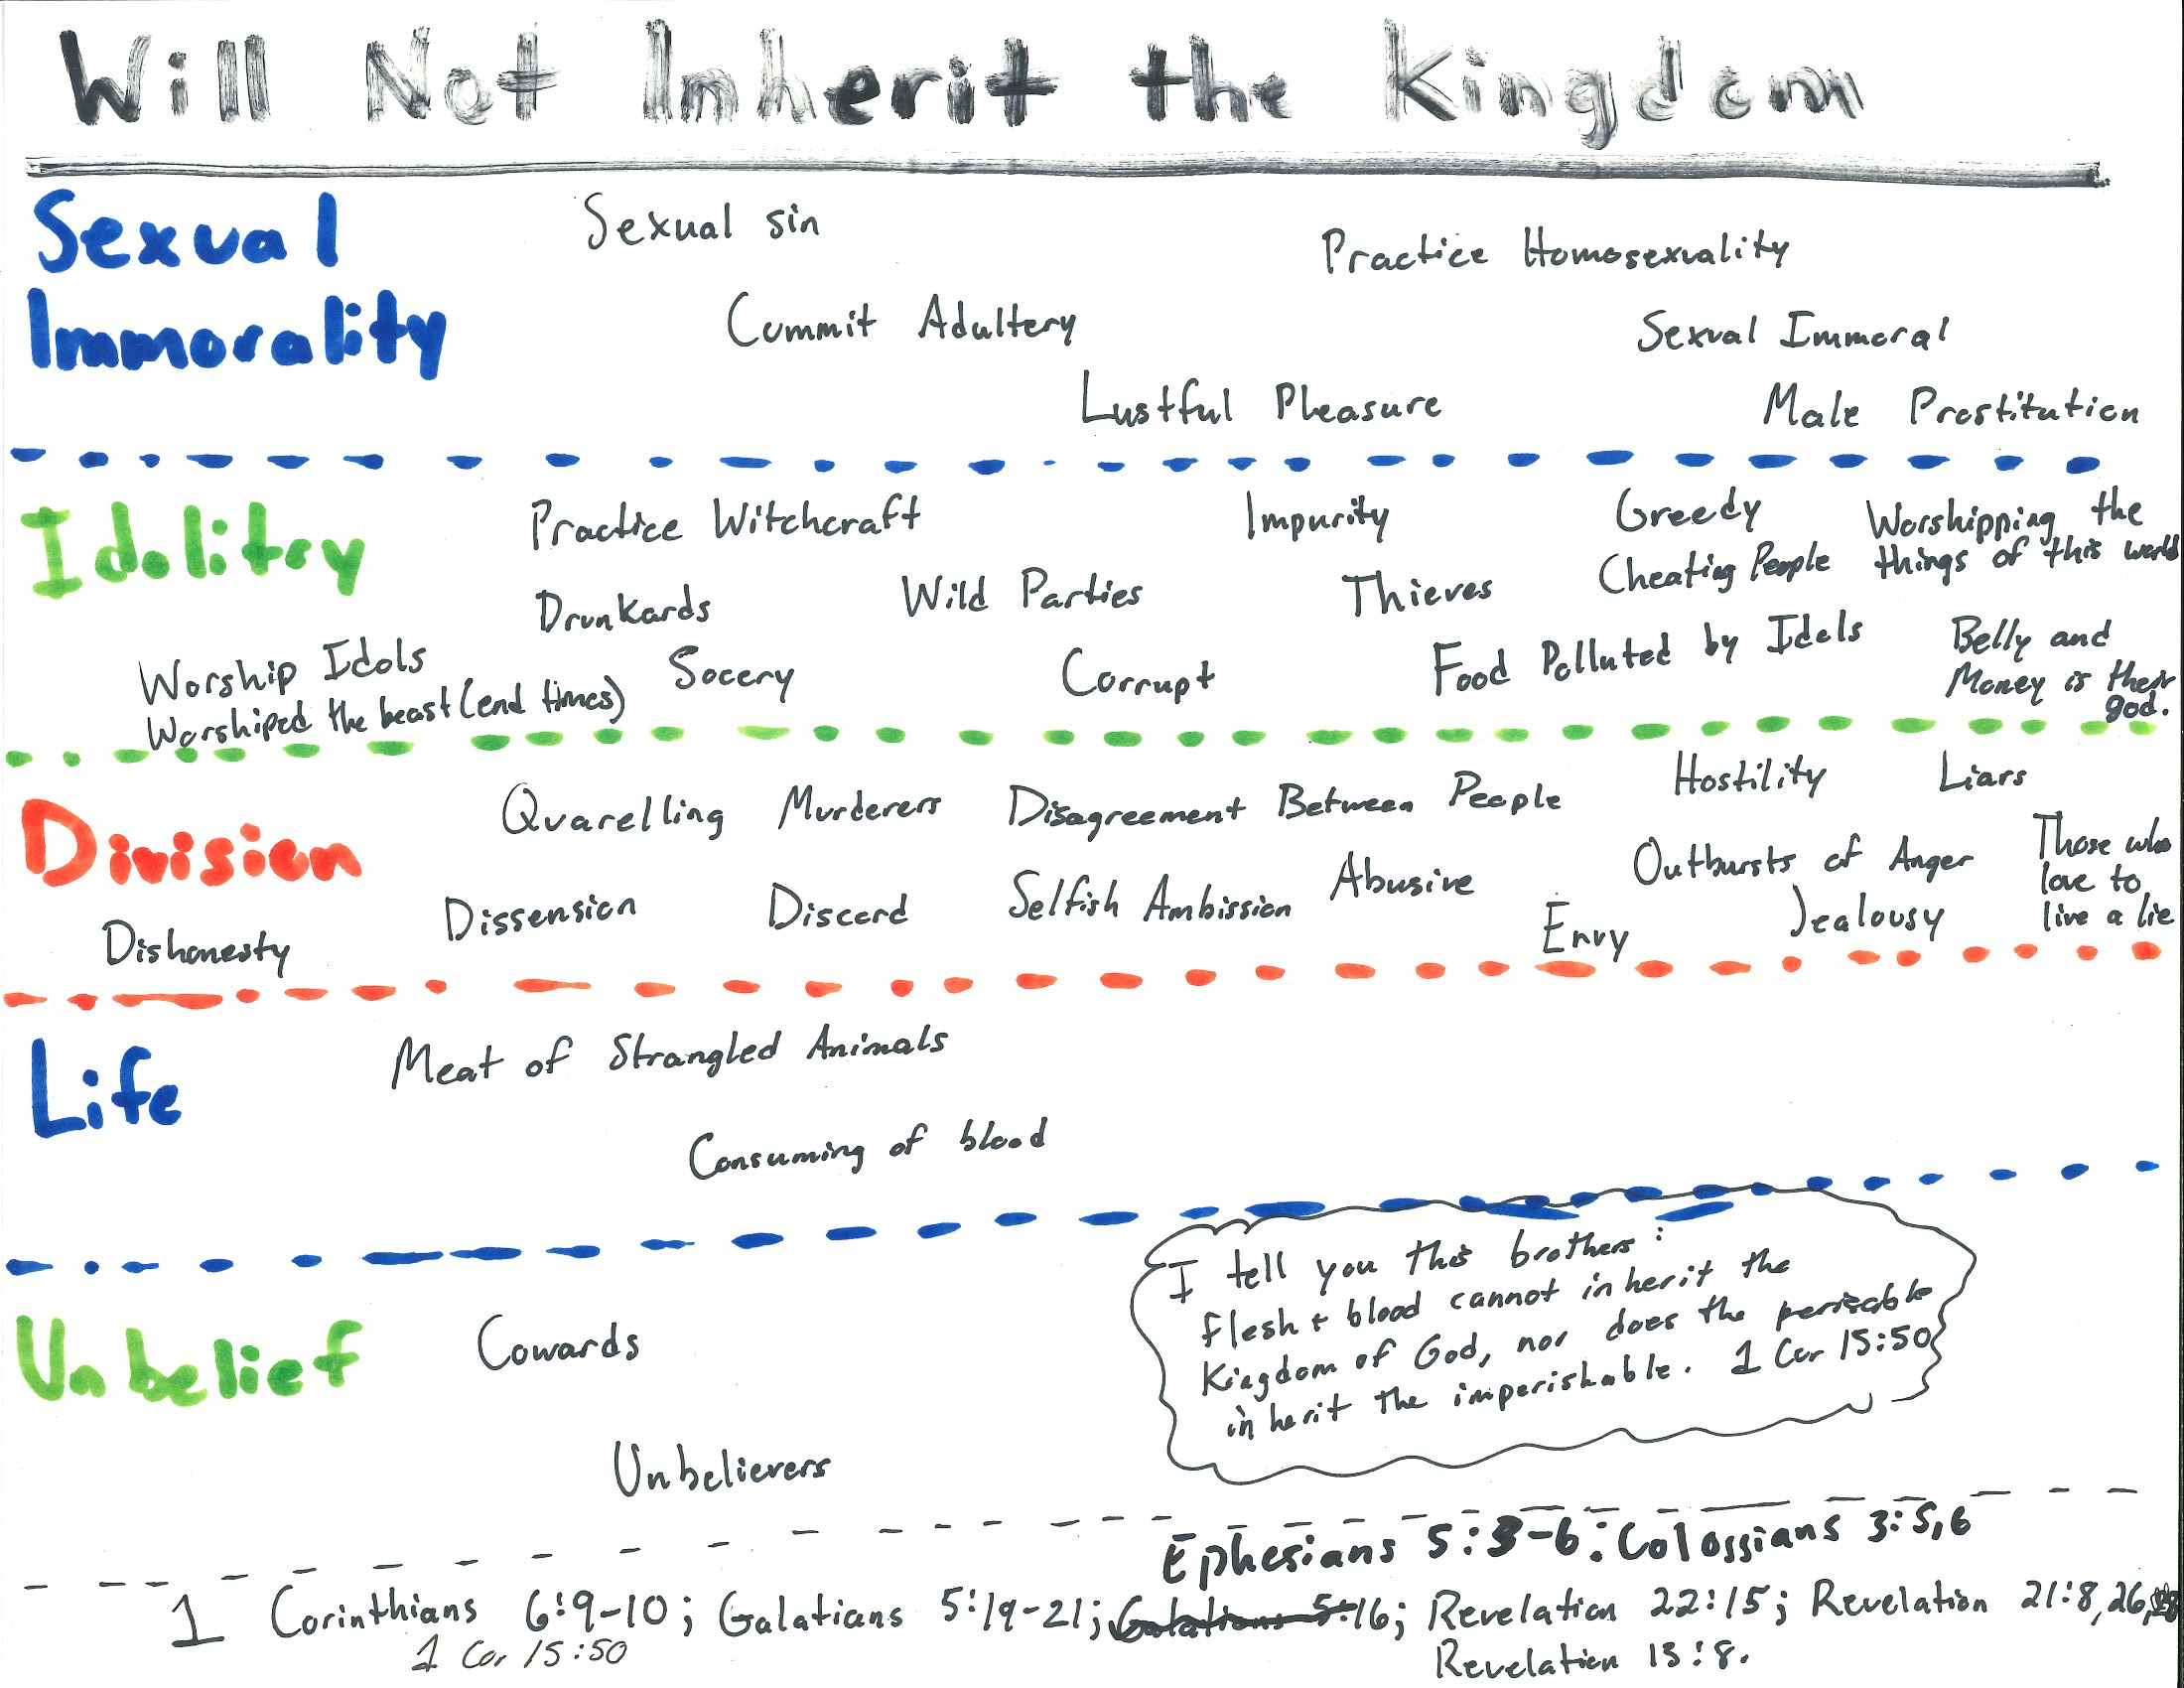 Will Not Inherit the Kingdom
Sexual
Immorality
Sexual sin
Practice Homosexuality
Commit Adultery
Sexual Immoral
Lustful Pleasure
Male Prostitution
Idolitry
Practice Witchcraft
Impurity
Greedy
Worshipping the
things of this world
Cheating People
Drunkards
Wild Parties
Thieves
Worship Idols
Worshiped the beast (end times)
Socery
Corrupt
Food Polluted by Idols
Belly and
Money is their
god.
Division
Quarelling
Murderers
Disagreement Between People
Hostility
Liars
Dishonesty
Dissension
Discord
Selfish Ambission
Abusive
Envy
Outbursts of Anger
Jealousy
Those who
love to
live a lie
Life
Meat of Strangled Animals
Consuming of blood
Unbelief
Cowards
Unbelievers
I tell you this brothers:
flesh + blood cannot inherit the
Kingdom of God, nor does the perisable
inherit the imperishable. 1 Cor 15:50
Ephesians 5:3-6: Colossians 3:5,6
1 Corinthians 6:9-10; Galatians 5:19-21; Galatians 5:16; Revelation 22:15; Revelation 21:8,26,
1 Cor 15:50
Revelation 13:8.